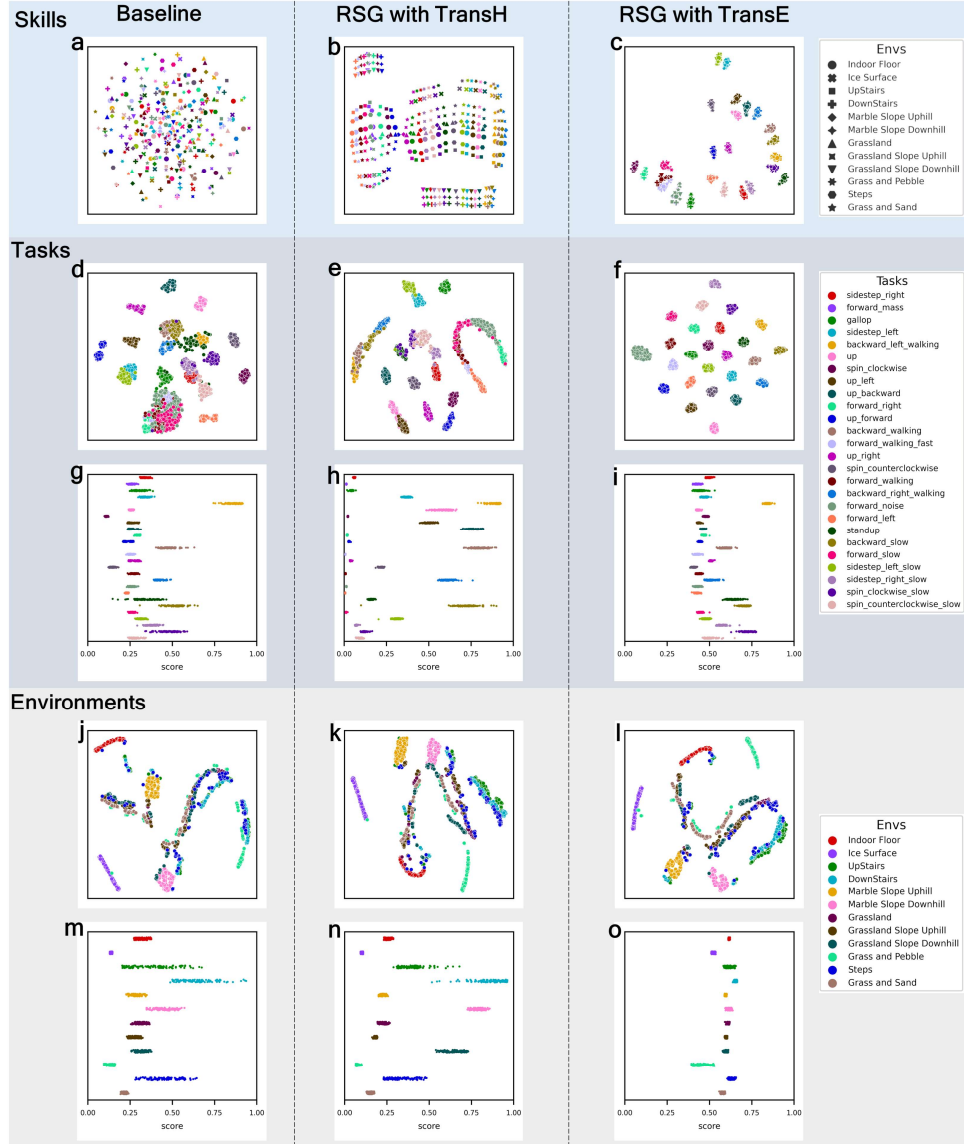 Skills
Baseline
RSG with TransH
RSG with TransE
a
b
c
Envs
Indoor Floor
Ice Surface
UpStairs
DownStairs
Marble Slope Uphill
Marble Slope Downhill
Grassland
Grassland Slope Uphill
Grassland Slope Downhill
Grass and Pebble
Steps
Grass and Sand
Tasks
d
e
f
Tasks
sidestep_right
forward_mass
gallop
sidestep_left
backward_left_walking
up
spin_clockwise
up_left
up_backward
forward_right
up_forward
backward_walking
forward_walking_fast
up_right
spin_counterclockwise
forward_walking
backward_right_walking
forward_noise
forward_left
standup
backward_slow
forward_slow
sidestep_left_slow
sidestep_right_slow
spin_clockwise_slow
spin_counterclockwise_slow
g
h
i
0.00 0.25 0.50 0.75 1.00
score
0.00 0.25 0.50 0.75 1.00
score
0.00 0.25 0.50 0.75 1.00
score
Environments
j
k
l
Envs
Indoor Floor
Ice Surface
UpStairs
DownStairs
Marble Slope Uphill
Marble Slope Downhill
Grassland
Grassland Slope Uphill
Grassland Slope Downhill
Grass and Pebble
Steps
Grass and Sand
m
n
o
0.00 0.25 0.50 0.75 1.00
score
0.00 0.25 0.50 0.75 1.00
score
0.00 0.25 0.50 0.75 1.00
score